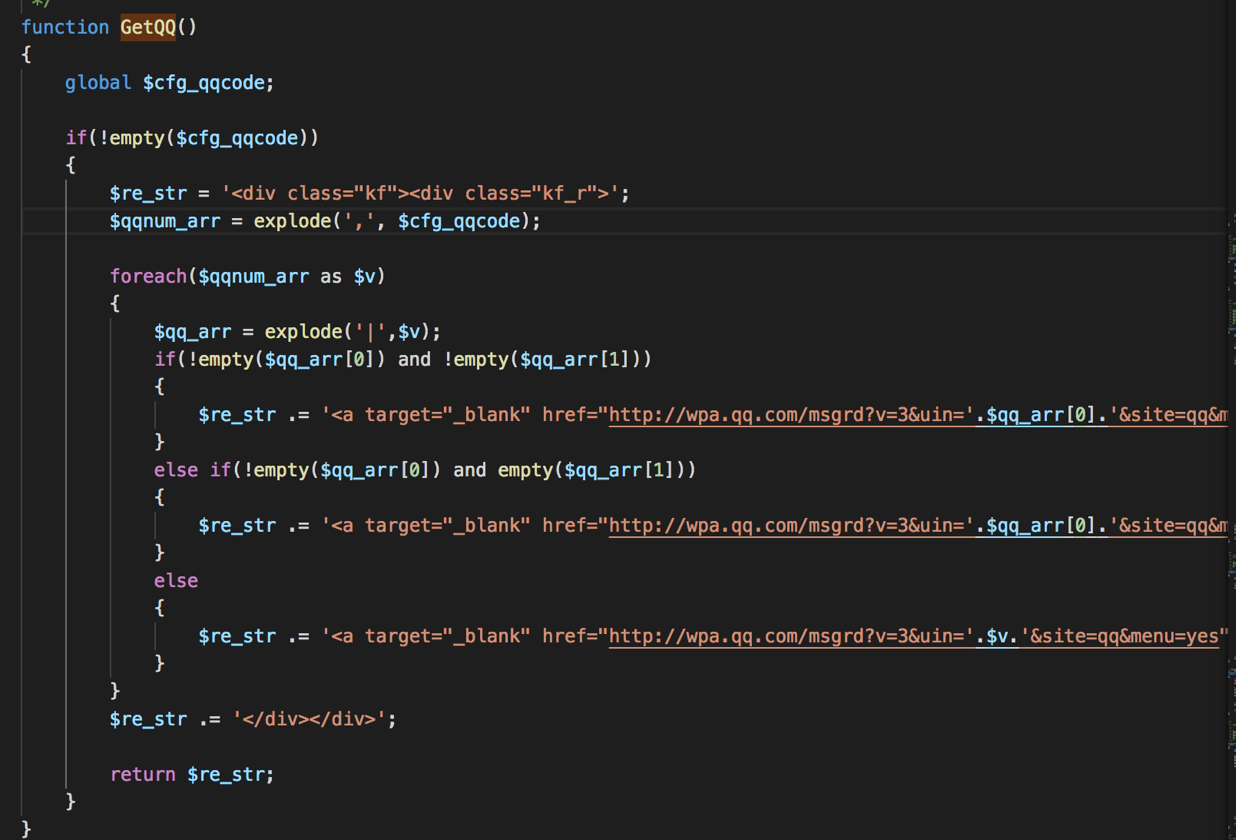 */
function GetQQ()
{
global $cfg_qqcode;
if(!empty($cfg_qqcode))
{
$re_str = '<div class="kf"><div class="kf_r">';
$qqnum_arr = explode(',', $cfg_qqcode);
foreach($qqnum_arr as $v)
{
$qq_arr = explode('|',$v);
if(!empty($qq_arr[0]) and !empty($qq_arr[1]))
{
$re_str .= '<a target="_blank" href="http://wpa.qq.com/msgrd?v=3&uin='.$qq_arr[0].'&site=qq&m
}
else if(!empty($qq_arr[0]) and empty($qq_arr[1]))
{
$re_str .= '<a target="_blank" href="http://wpa.qq.com/msgrd?v=3&uin='.$qq_arr[0].'&site=qq&m
}
else
{
$re_str .= '<a target="_blank" href="http://wpa.qq.com/msgrd?v=3&uin='.$v.'&site=qq&menu=yes"
}
}
$re_str .= '</div></div>';
return $re_str;
}
}